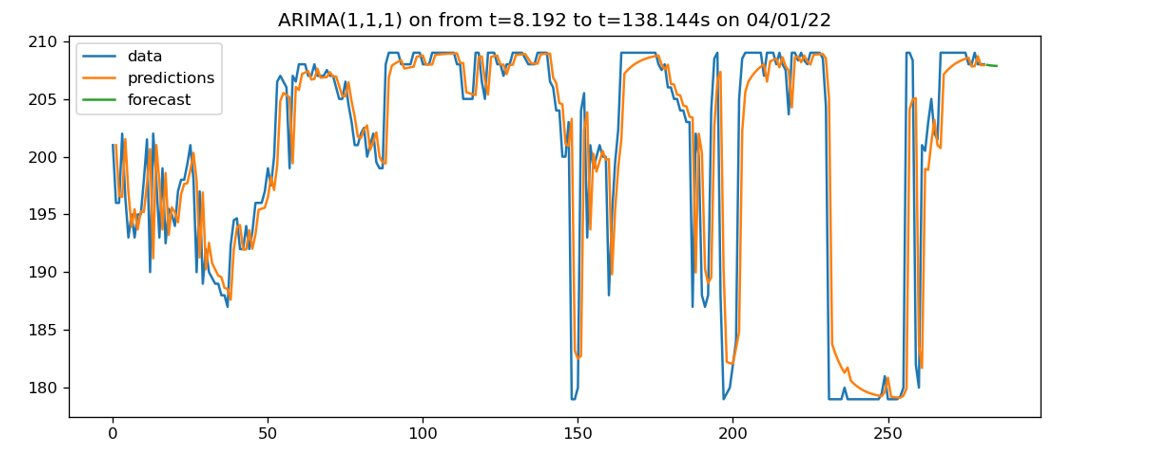 ARIMA(1,1,1) on from t=8.192 to t=138.144s on 04/01/22
210
205
200
195
190
185
180
data
predictions
forecast
0 50 100 150 200 250